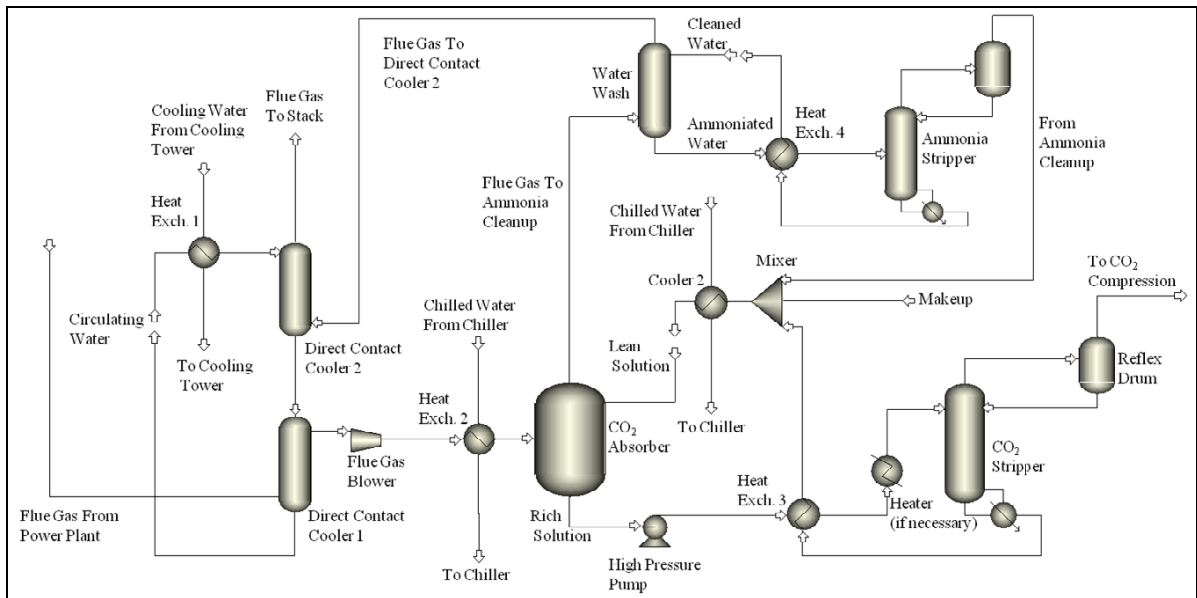 Flue Gas To
Direct Contact
Cooler 2
Cleaned
Water
Water
Wash
Ammoniated
Water
Heat
Exch. 4
Ammonia
Stripper
From
Ammonia
Cleanup
Cooling Water
From Cooling
Tower
Flue Gas
To Stack
Heat
Exch. 1
Flue Gas To
Ammonia
Cleanup
Chilled Water
From Chiller
Cooler 2
Mixer
Makeup
To CO2
Compression
Circulating
Water
To Cooling
Tower
Direct Contact
Cooler 2
Chilled Water
From Chiller
Lean
Solution
Reflex
Drum
Heat
Exch. 2
Flue Gas
Blower
CO2
Absorber
To Chiller
CO2
Stripper
Flue Gas From
Power Plant
Direct Contact
Cooler 1
Rich
Solution
Heat
Exch. 3
Heater
(if necessary)
To Chiller
High Pressure
Pump